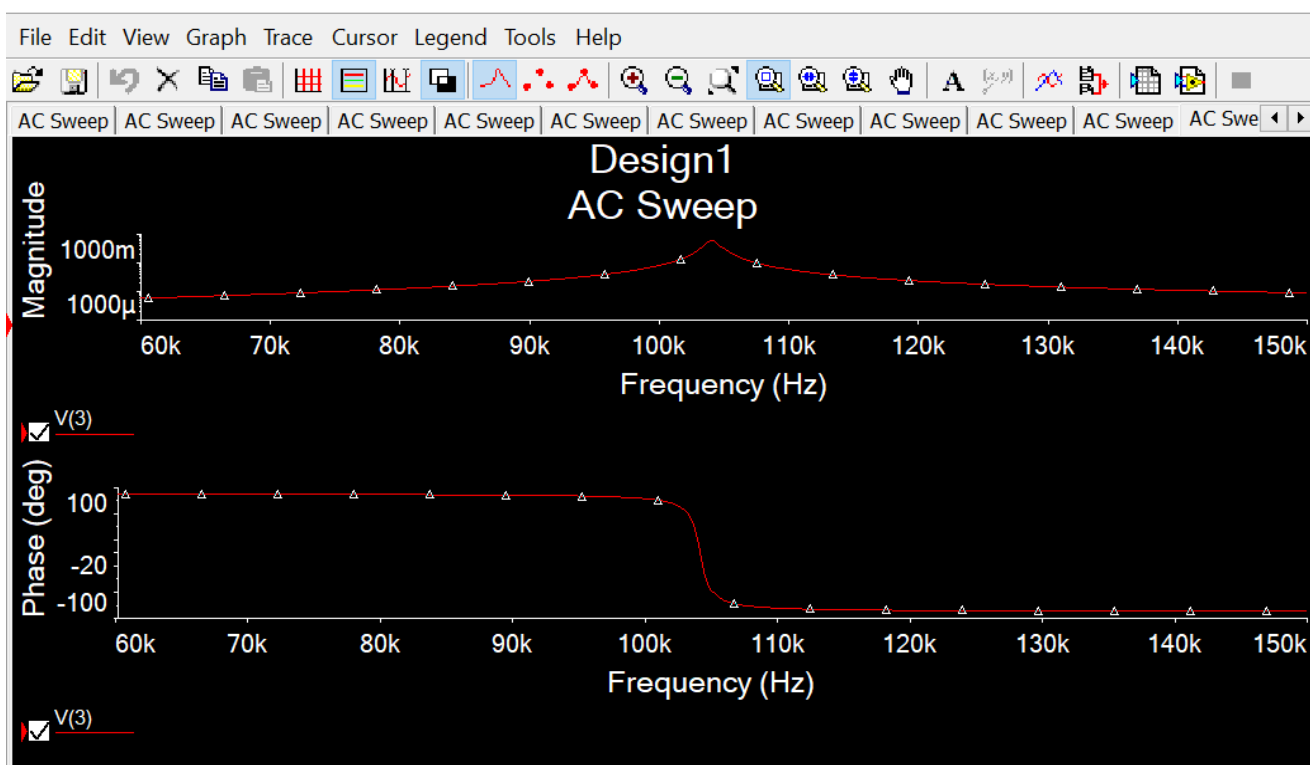 File Edit View Graph Trace Cursor Legend Tools Help
A
AC Sweep AC Sweep AC Sweep AC Sweep AC Sweep AC Sweep AC Sweep AC Sweep AC Sweep AC Sweep AC Sweep AC Swe
Design1
AC Sweep
Magnitude
1000m
1000µ
60k 70k 80k 90k 100k 110k 120k 130k 140k 150k
Frequency (Hz)
V(3)
Phase (deg)
100
-20
-100
60k 70k 80k 90k 100k 110k 120k 130k 140k 150k
Frequency (Hz)
V(3)